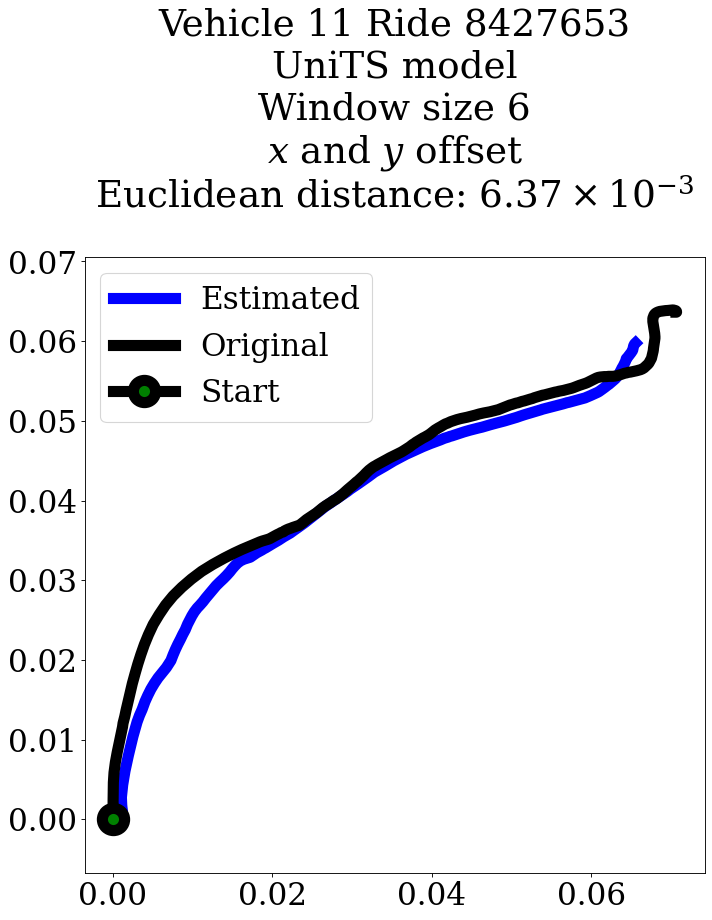 Vehicle 11 Ride 8427653
UniTS model
Window size 6
x and y offset
Euclidean distance: 6.37 × 10⁻³
0.07
0.06
0.05
0.04
0.03
0.02
0.01
0.00
Estimated
Original
Start
0.00 0.02 0.04 0.06